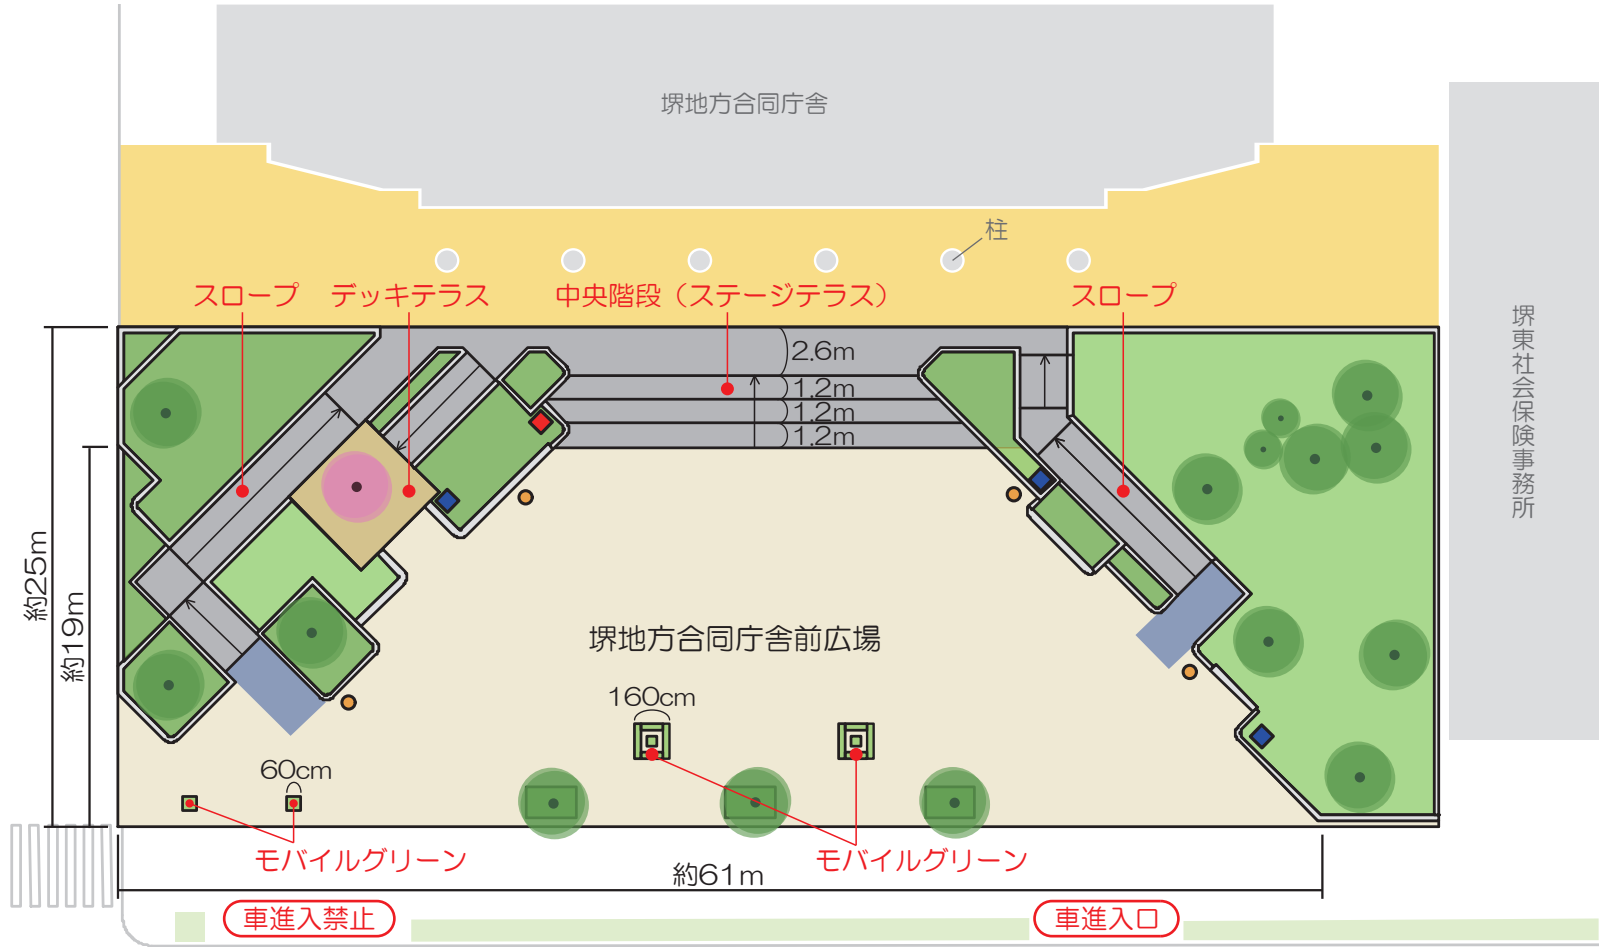 堺地方合同庁舎
柱
スロープ
デッキテラス
中央階段（ステージテラス）
スロープ
2.6m
1.2m
1.2m
1.2m
堺東社会保険事務所
約25m
約19m
堺地方合同庁舎前広場
160cm
60cm
モバイルグリーン
モバイルグリーン
約61m
車進入禁止
車進入口